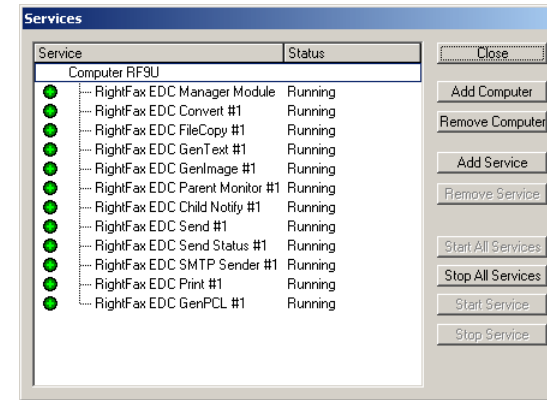 Services
Service Status
Computer RF9U
RightFax EDC Manager Module Running
RightFax EDC Convert #1 Running
RightFax EDC FileCopy #1 Running
RightFax EDC GenText #1 Running
RightFax EDC GenImage #1 Running
RightFax EDC Parent Monitor #1 Running
RightFax EDC Child Notify #1 Running
RightFax EDC Send #1 Running
RightFax EDC Send Status #1 Running
RightFax EDC SMTP Sender #1 Running
RightFax EDC Print #1 Running
RightFax EDC GenPCL #1 Running
Close
Add Computer
Remove Computer
Add Service
Remove Service
Start All Services
Stop All Services
Start Service
Stop Service